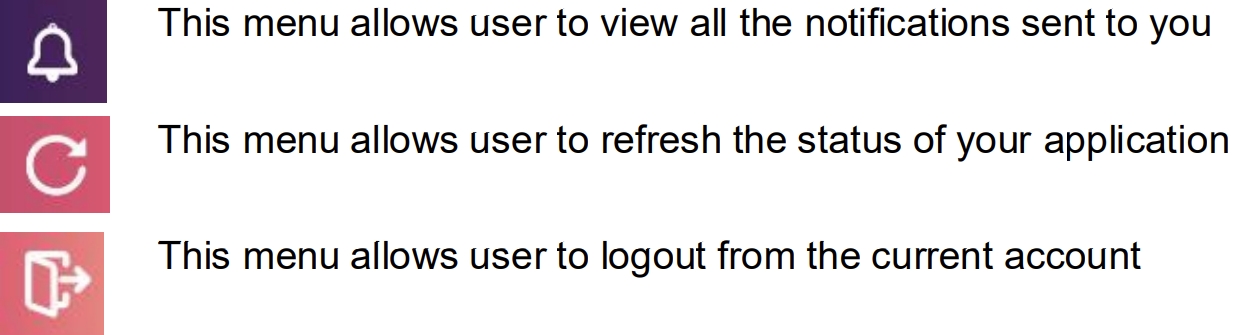 This menu allows user to view all the notifications sent to you
This menu allows user to refresh the status of your application
This menu allows user to logout from the current account